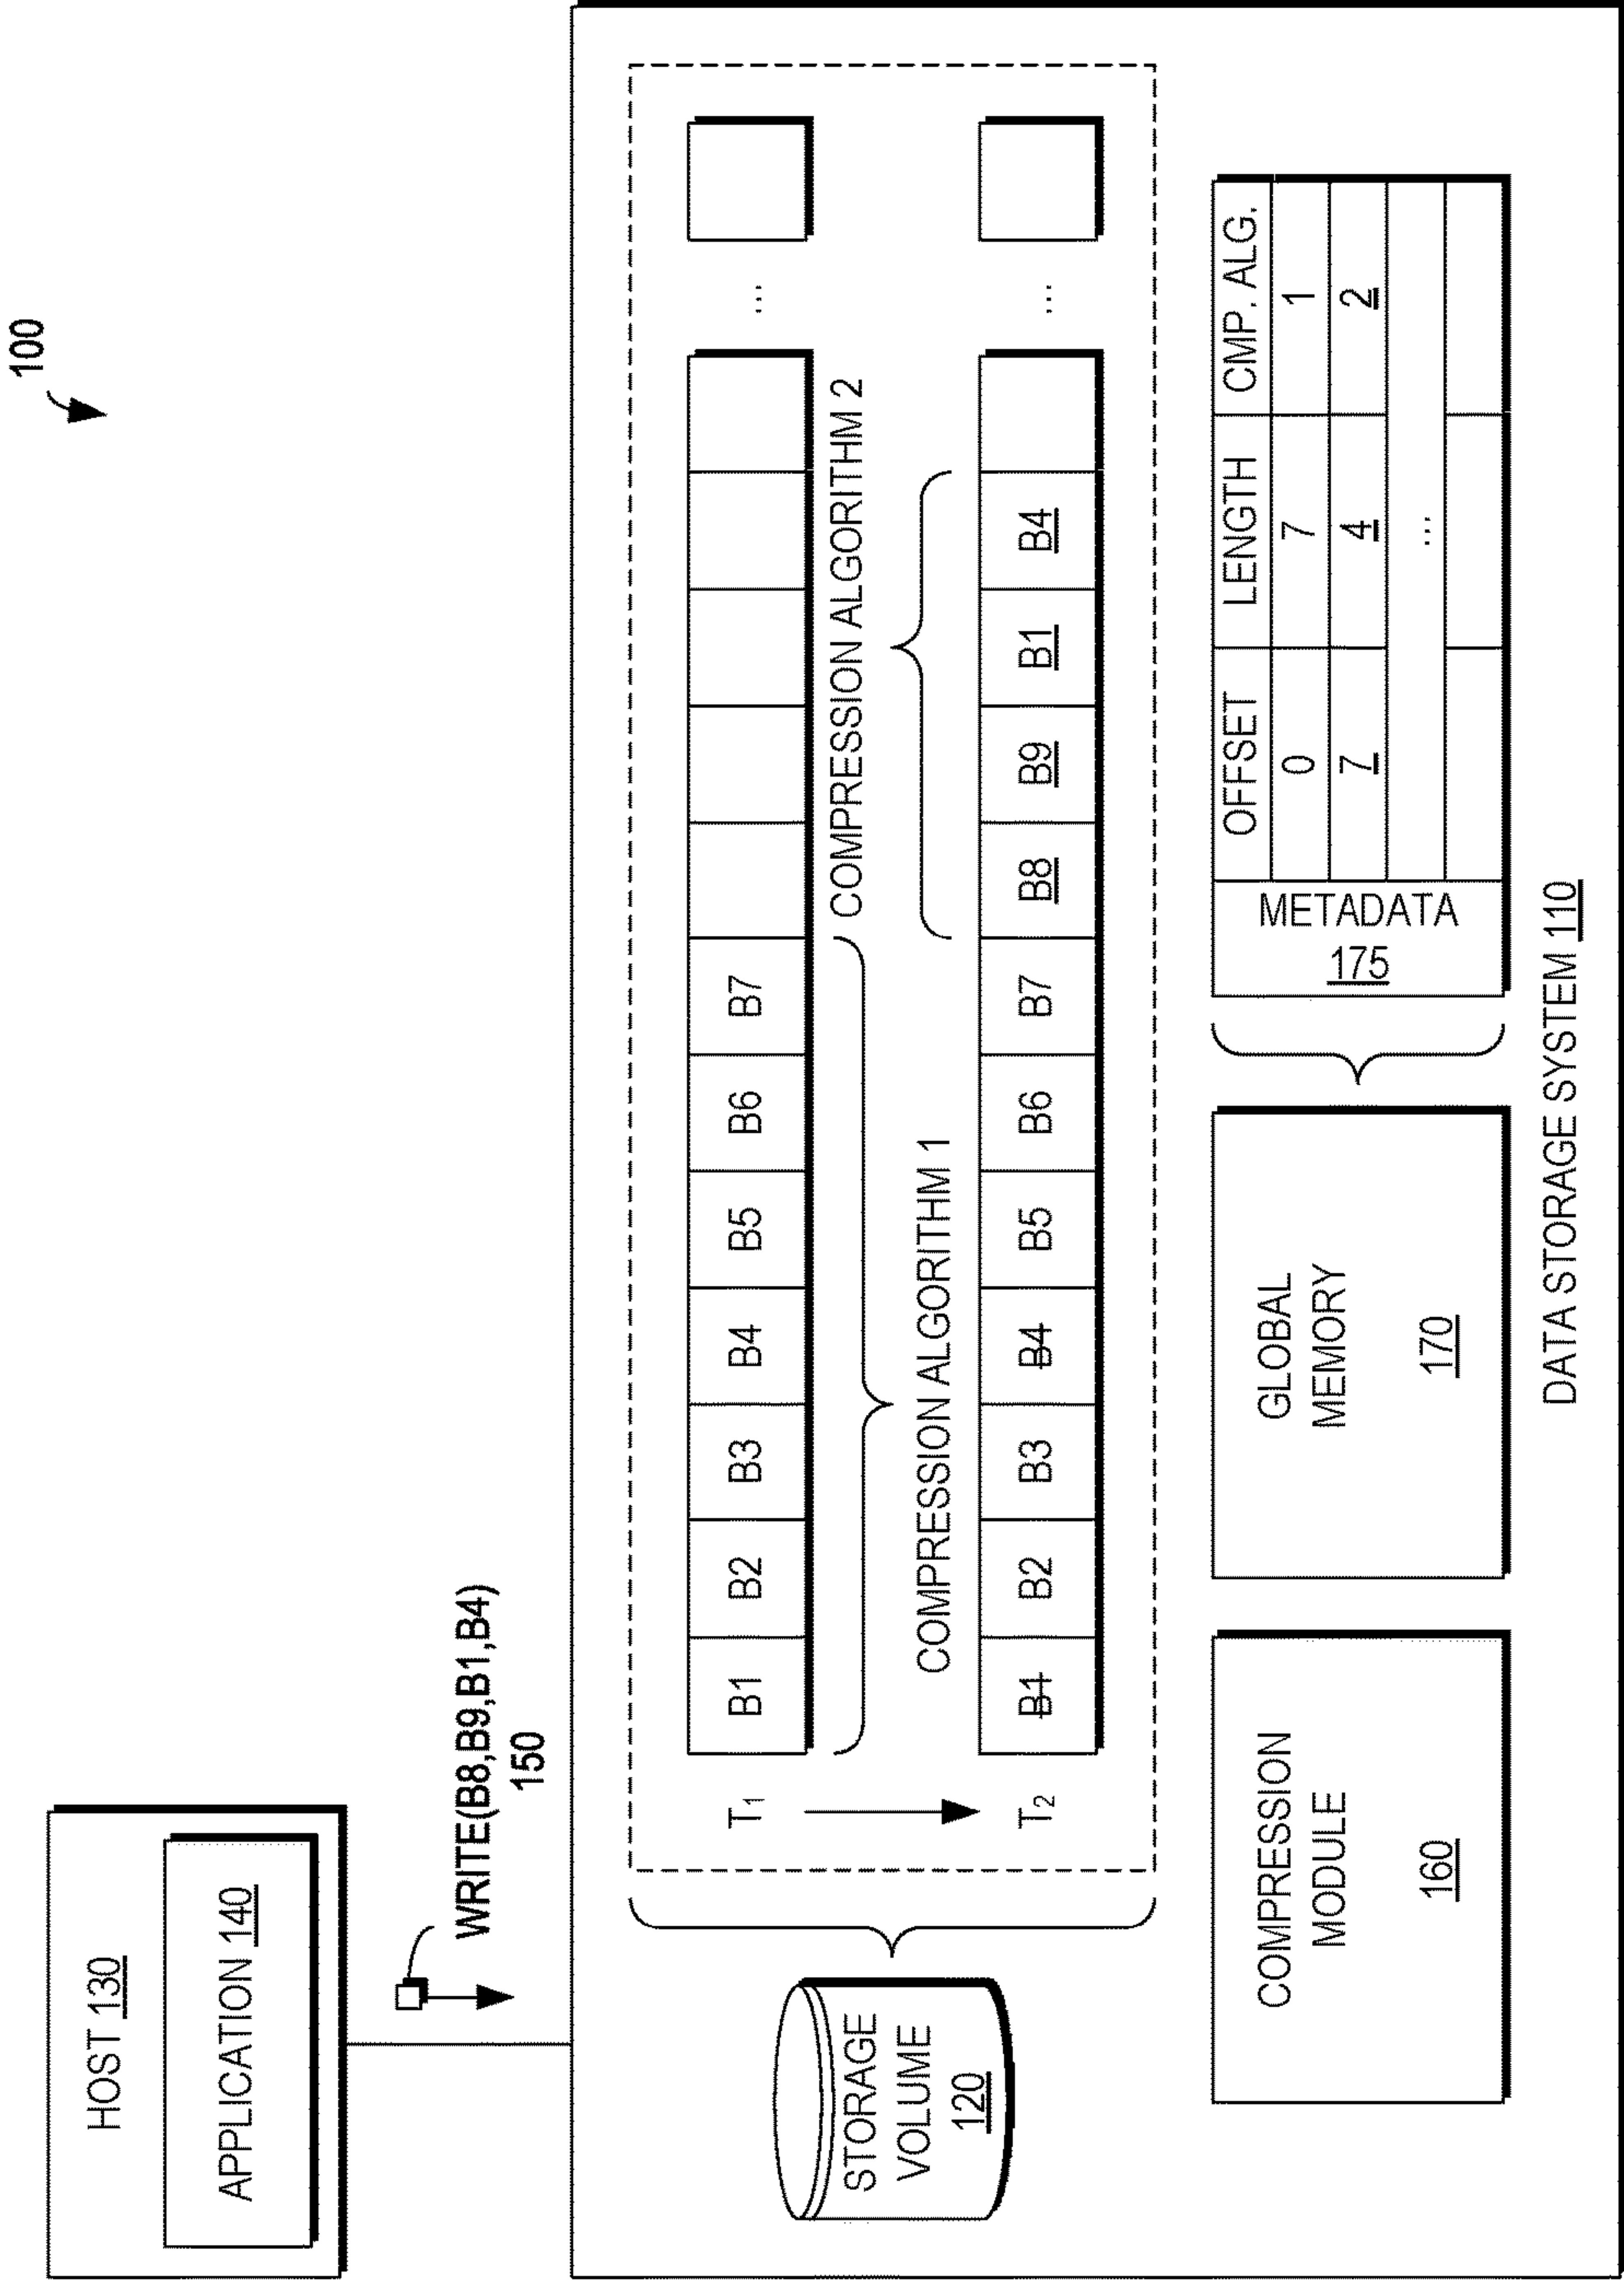 100
HOST 130
APPLICATION 140
WRITE(B8,B9,B1,B4)
150
STORAGE
VOLUME
120
T1
B1 B2 B3 B4 B5 B6 B7 ...
COMPRESSION ALGORITHM 2
COMPRESSION ALGORITHM 1
T2
B1 B2 B3 B4 B5 B6 B7 B8 B9 B1 B4 ...
COMPRESSION
MODULE
160
GLOBAL
MEMORY
170
METADATA
175
OFFSET LENGTH CMP. ALG.
0 7 1
7 4 2
...
DATA STORAGE SYSTEM 110